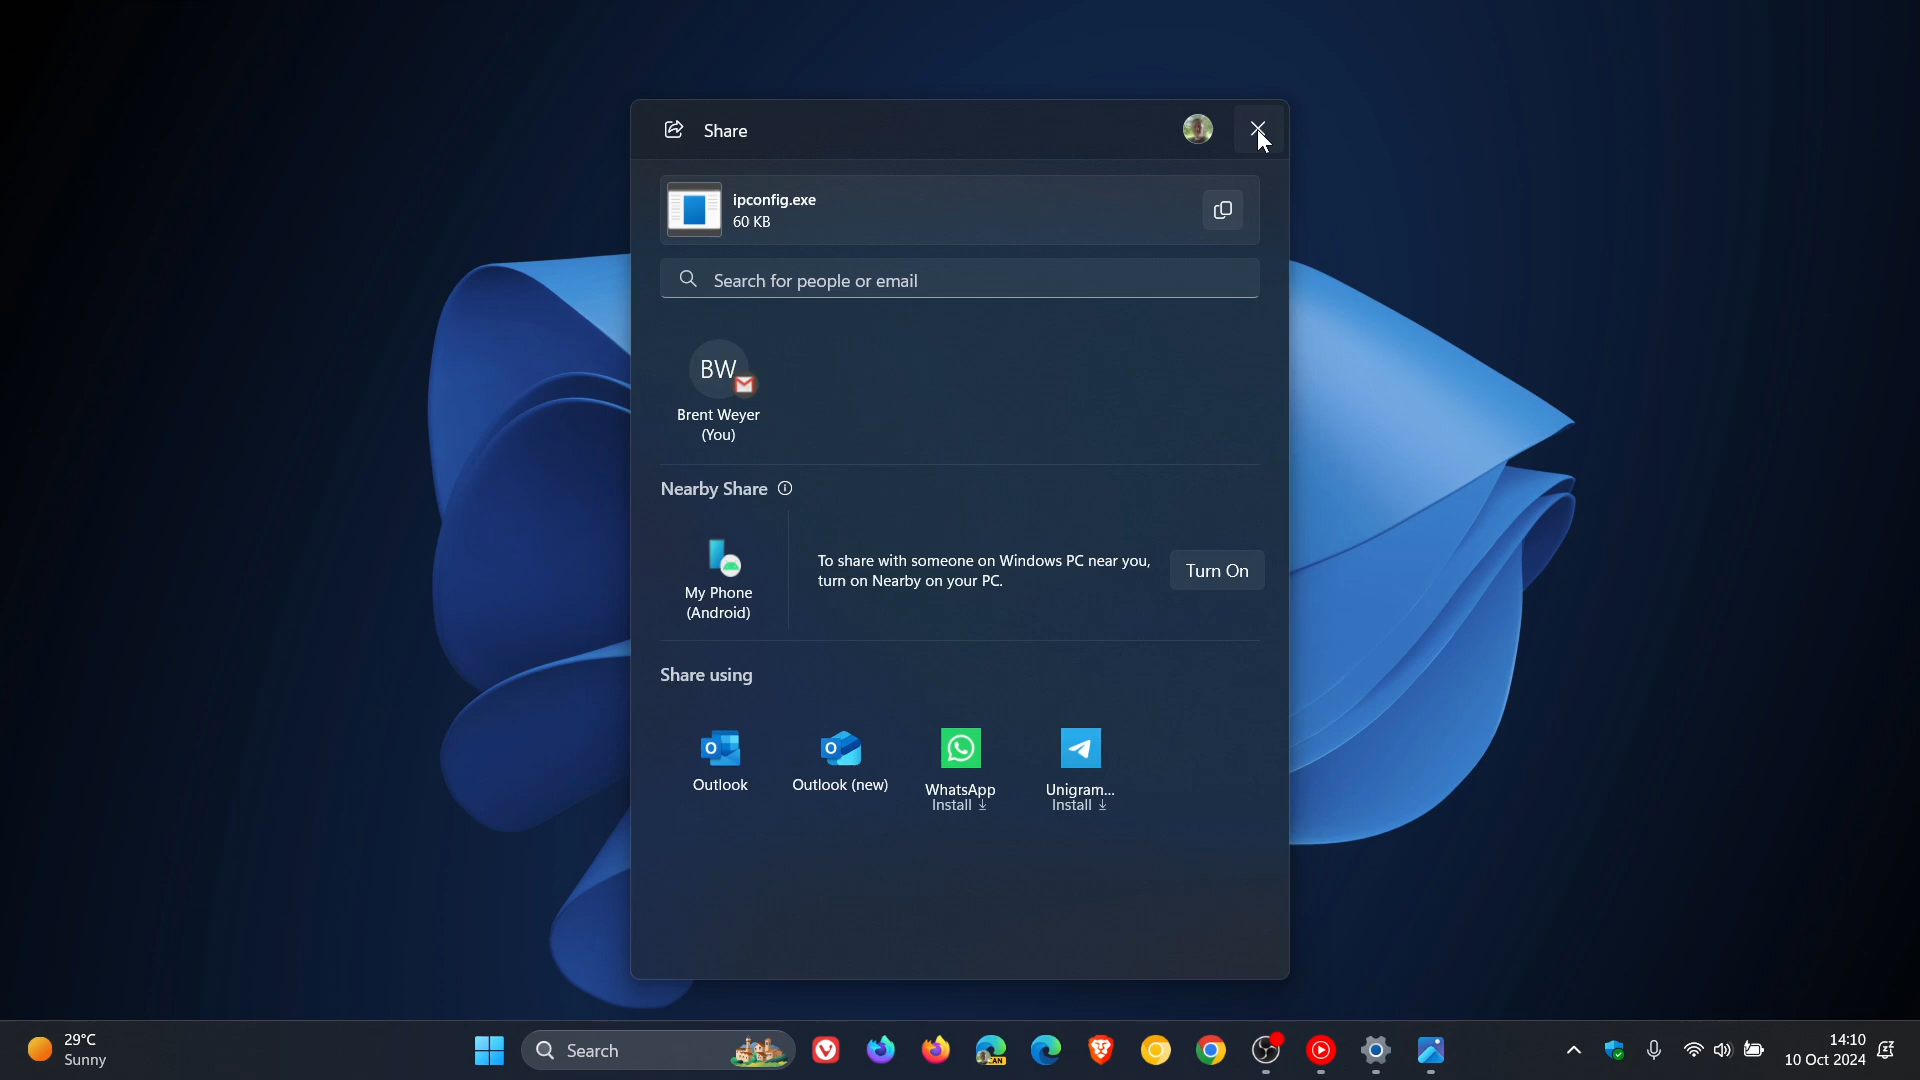 Share
ipconfig.exe
60 KB
Search for people or email
BW
Brent Weyer
(You)
Nearby Share
My Phone
(Android)
To share with someone on Windows PC near you,
turn on Nearby on your PC.
Turn On
Share using
Outlook
Outlook (new)
WhatsApp
Install
Unigram...
Install
29°C
Sunny
Search
CAN
14:10
10 Oct 2024